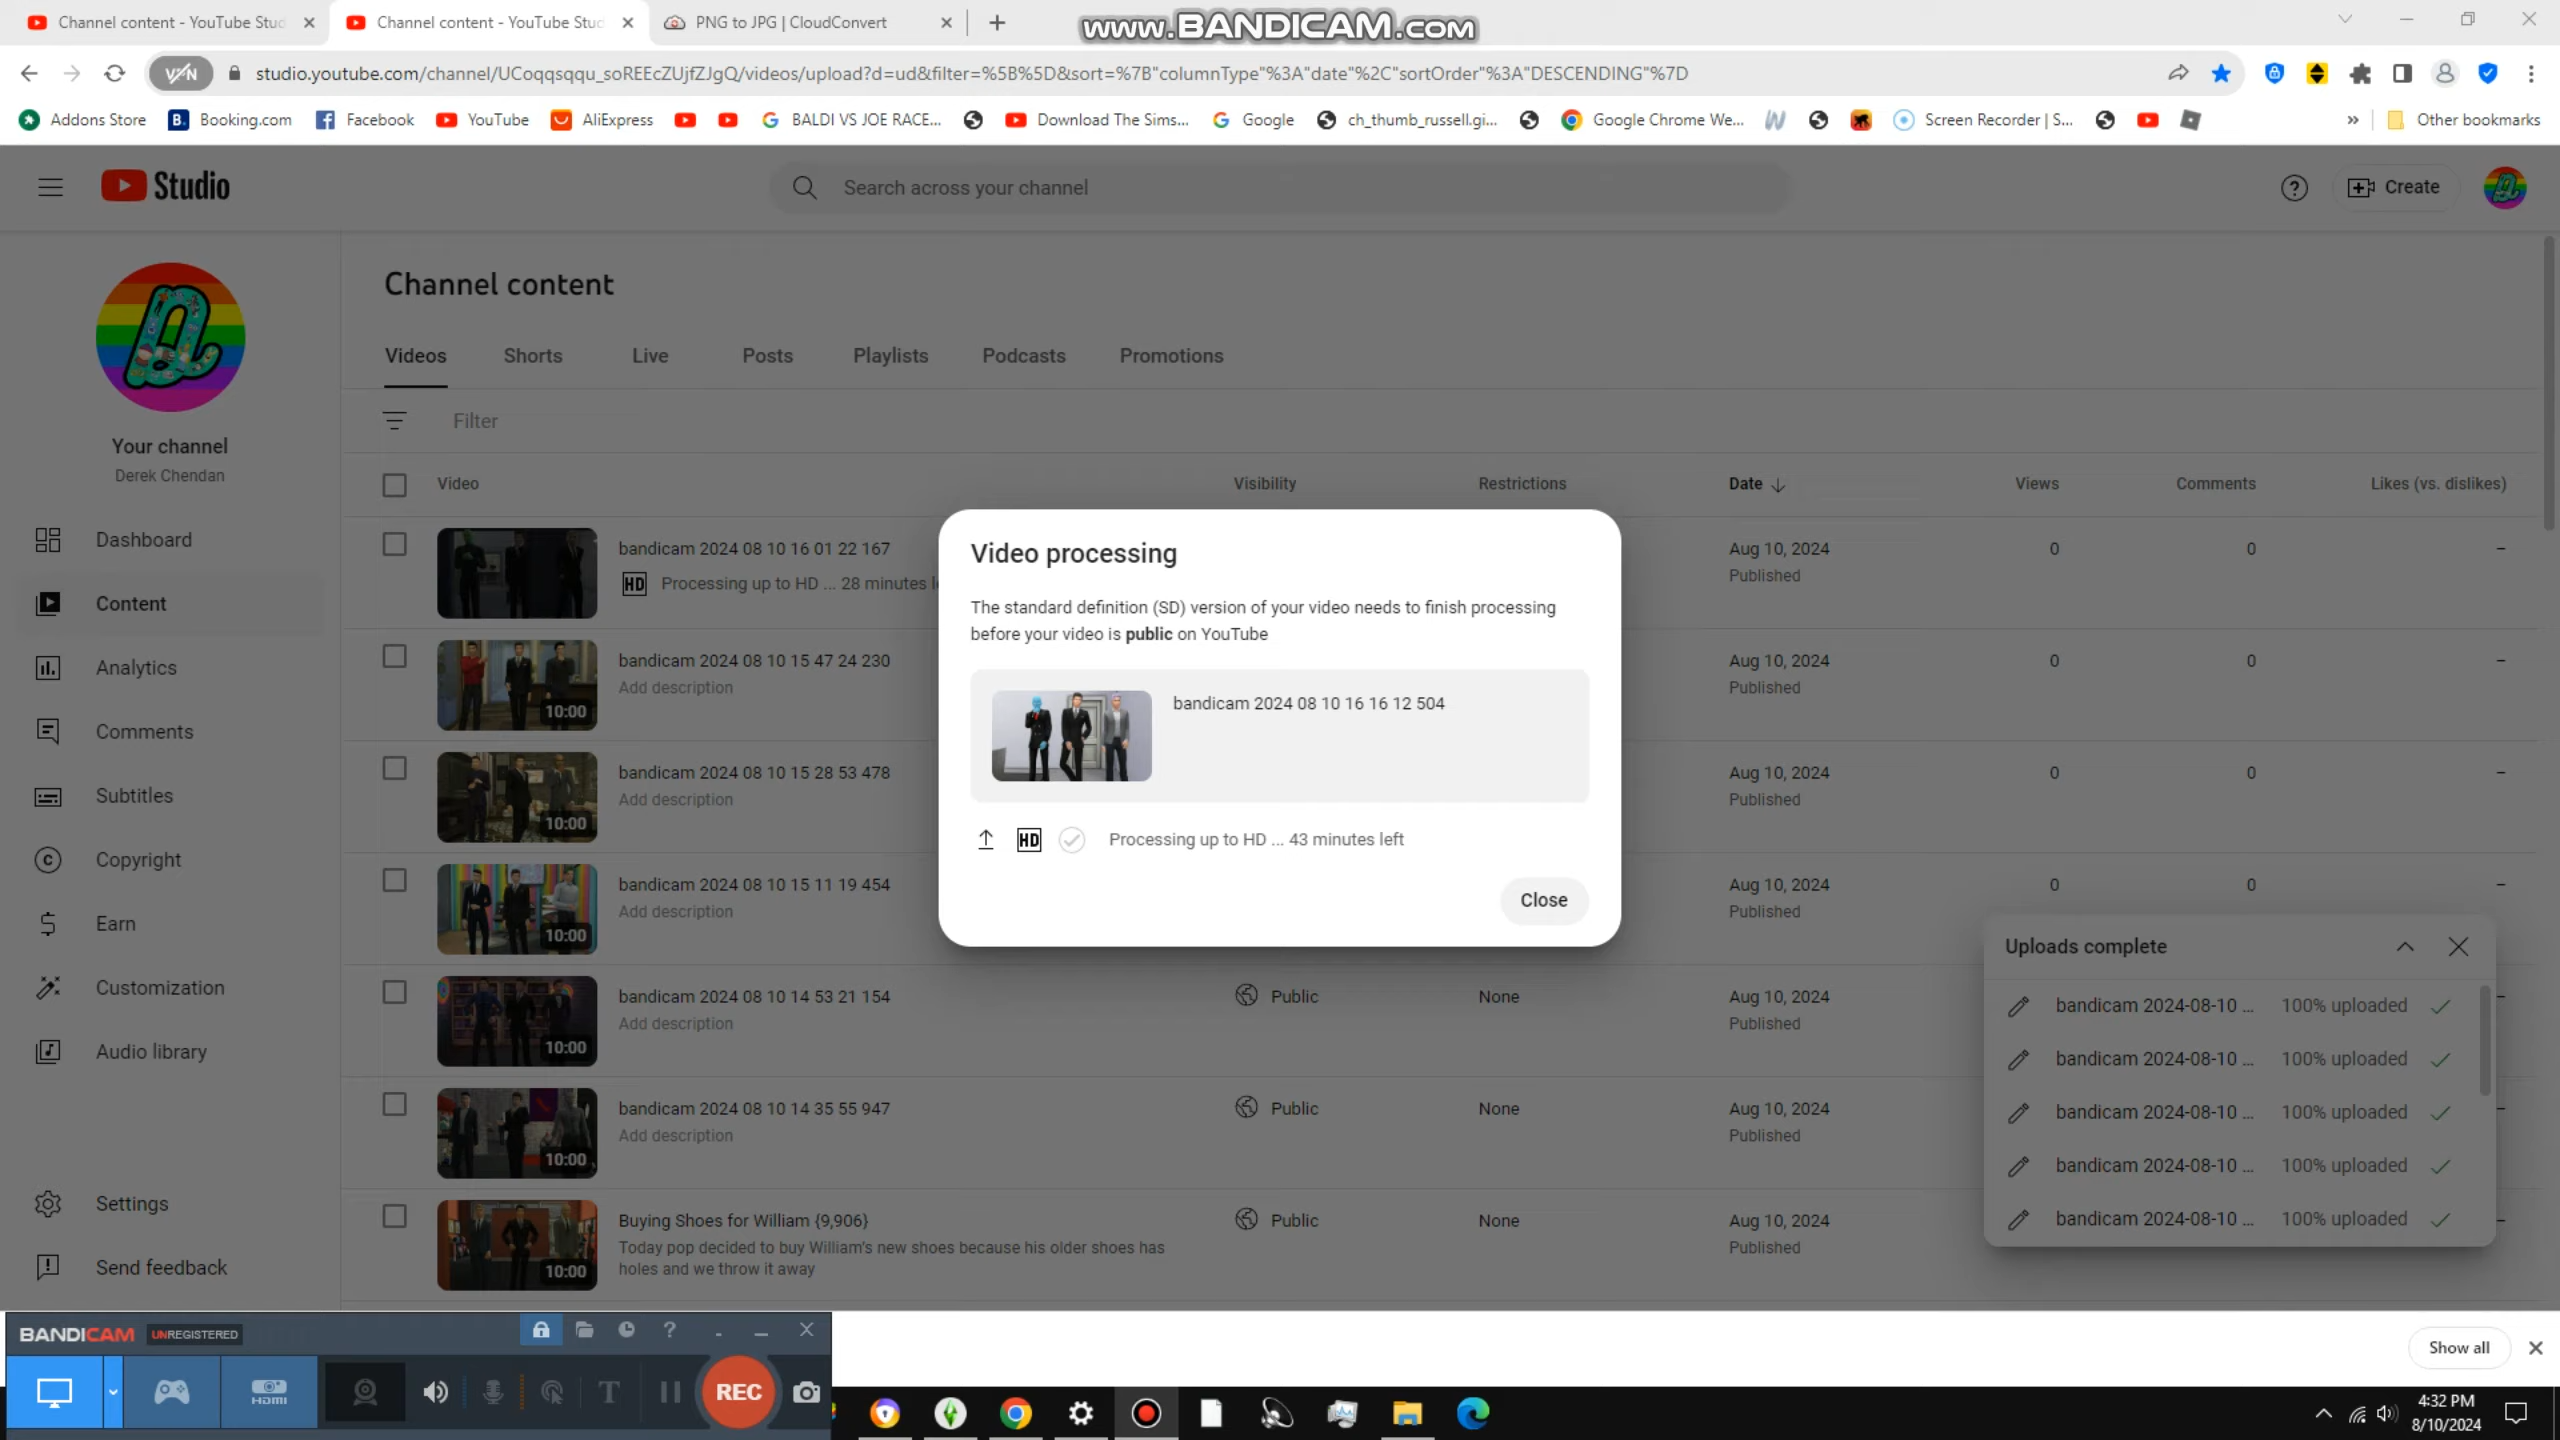 Channel content - YouTube Stud
Channel content - YouTube Stud
PNG to JPG | CloudConvert
www.BANDICAM.com
VPN
studio.youtube.com/channel/UCoqqsqqu_soREEcZUjfZJgQ/videos/upload?d=ud&filter=%5B%5D&sort=%7B"columnType"%3A"date"%2C"sortOrder"%3A"DESCENDING"%7D
Addons Store
Booking.com
Facebook
YouTube
AliExpress
BALDI VS JOE RACE...
Download The Sims...
Google
ch_thumb_russell.gi...
Google Chrome We...
Screen Recorder | S...
»
Other bookmarks
Studio
Search across your channel
Create
Channel content
Videos
Shorts
Live
Posts
Playlists
Podcasts
Promotions
Filter
Your channel
Derek Chendan
Dashboard
Content
Analytics
Comments
Subtitles
Copyright
Earn
Customization
Audio library
Settings
Send feedback
Video
Visibility
Restrictions
Date
Views
Comments
Likes (vs. dislikes)
bandicam 2024 08 10 16 01 22 167
HD Processing up to HD ... 28 minutes l
Aug 10, 2024
Published
0
0
–
10:00
bandicam 2024 08 10 15 47 24 230
Add description
Aug 10, 2024
Published
0
0
–
10:00
bandicam 2024 08 10 15 28 53 478
Add description
Aug 10, 2024
Published
0
0
–
10:00
bandicam 2024 08 10 15 11 19 454
Add description
Aug 10, 2024
Published
0
0
–
10:00
bandicam 2024 08 10 14 53 21 154
Add description
Public
None
Aug 10, 2024
Published
10:00
bandicam 2024 08 10 14 35 55 947
Add description
Public
None
Aug 10, 2024
Published
10:00
Buying Shoes for William {9,906}
Today pop decided to buy William's new shoes because his older shoes has
holes and we throw it away
Public
None
Aug 10, 2024
Published
Video processing
The standard definition (SD) version of your video needs to finish processing
before your video is public on YouTube
bandicam 2024 08 10 16 16 12 504
HD
Processing up to HD ... 43 minutes left
Close
Uploads complete
bandicam 2024-08-10 ... 100% uploaded
bandicam 2024-08-10 ... 100% uploaded
bandicam 2024-08-10 ... 100% uploaded
bandicam 2024-08-10 ... 100% uploaded
bandicam 2024-08-10 ... 100% uploaded
BANDICAM UNREGISTERED
HDMI
T
REC
Show all
4:32 PM
8/10/2024